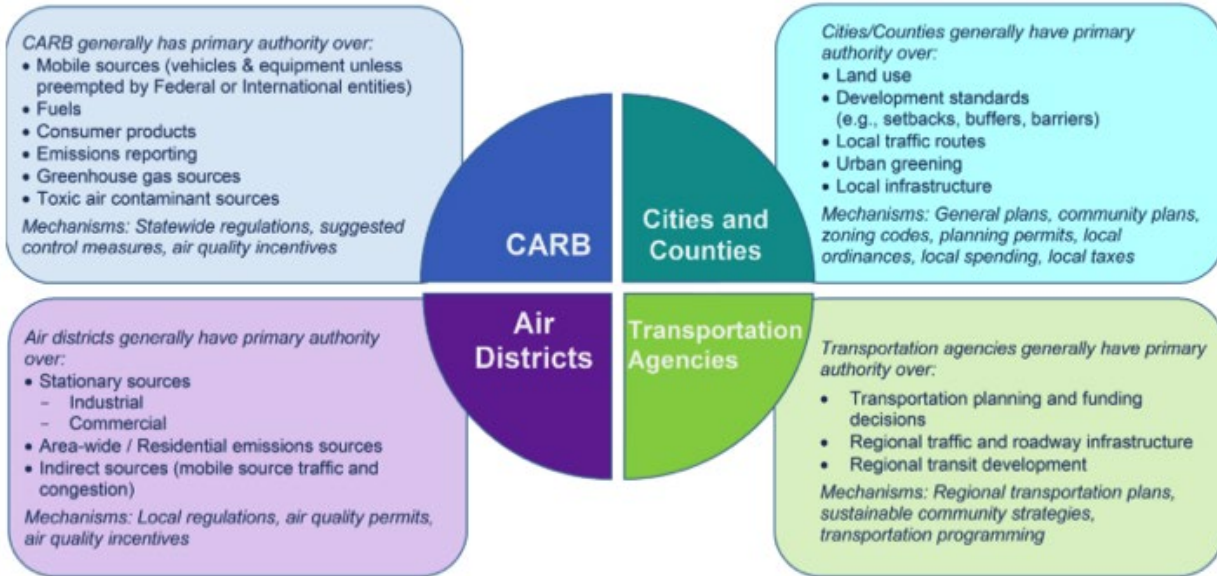 CARB generally has primary authority over:
• Mobile sources (vehicles & equipment unless
preempted by Federal or International entities)
• Fuels
• Consumer products
• Emissions reporting
• Greenhouse gas sources
• Toxic air contaminant sources
Mechanisms: Statewide regulations, suggested
control measures, air quality incentives
Cities/Counties generally have primary
authority over:
• Land use
• Development standards
(e.g., setbacks, buffers, barriers)
• Local traffic routes
• Urban greening
• Local infrastructure
Mechanisms: General plans, community plans,
zoning codes, planning permits, local
ordinances, local spending, local taxes
CARB
Cities and
Counties
Air
Districts
Transportation
Agencies
Air districts generally have primary authority
over:
• Stationary sources
- Industrial
- Commercial
• Area-wide / Residential emissions sources
• Indirect sources (mobile source traffic and
congestion)
Mechanisms: Local regulations, air quality permits,
air quality incentives
Transportation agencies generally have primary
authority over:
• Transportation planning and funding
decisions
• Regional traffic and roadway infrastructure
• Regional transit development
Mechanisms: Regional transportation plans,
sustainable community strategies,
transportation programming